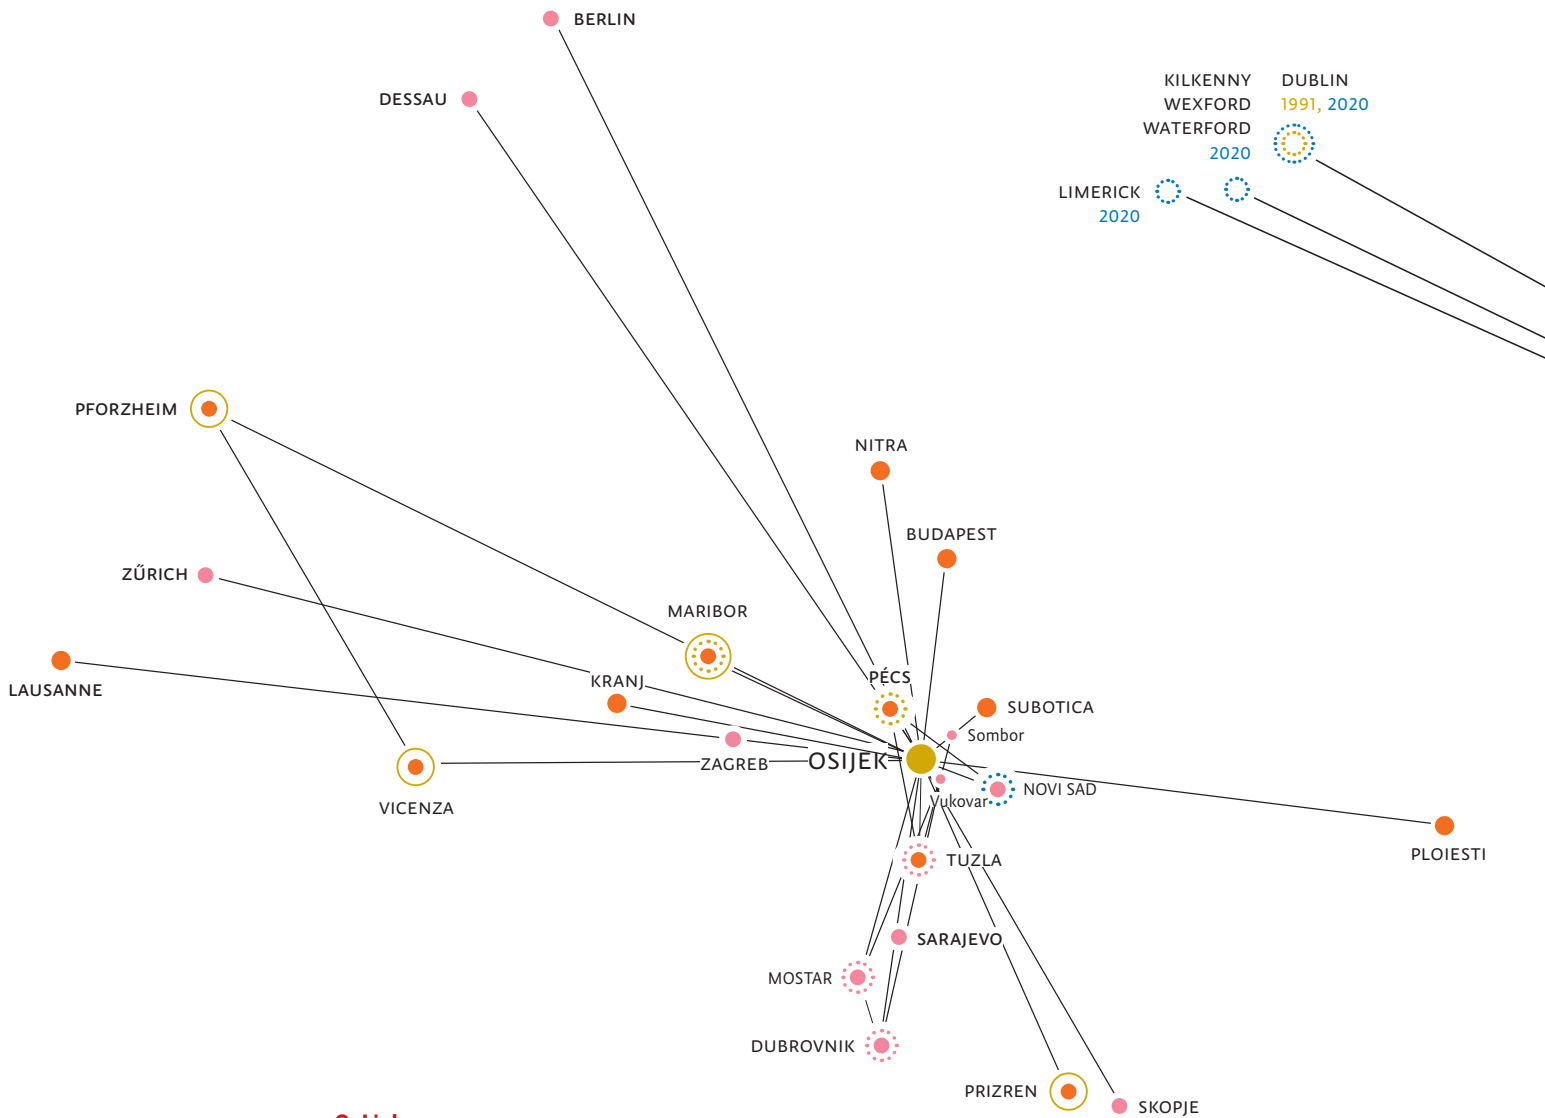 BERLIN
DESSAU
KILKENNY
WEXFORD
WATERFORD
2020
DUBLIN
1991, 2020
LIMERICK
2020
PFORZHEIM
NITRA
BUDAPEST
ZŰRICH
MARIBOR
LAUSANNE
KRANJ
PÉCS
SUBOTICA
Sombor
ZAGREB
OSIJEK
VICENZA
Vukovar
NOVI SAD
PLOIESTI
TUZLA
SARAJEVO
MOSTAR
DUBROVNIK
PRIZREN
SKOPJE